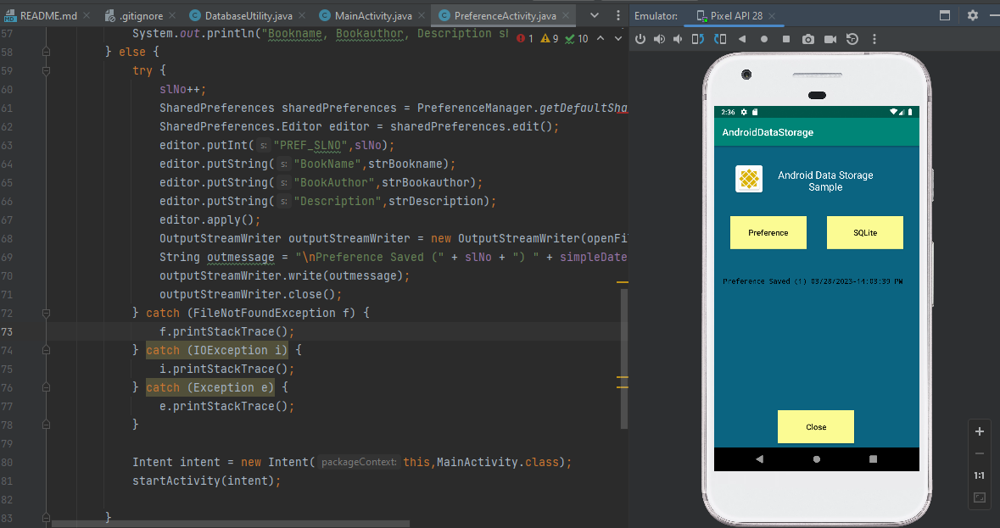 README.md .gitignore DatabaseUtility.java MainActivity.java PreferenceActivity.java
1 9 10
57 System.out.println("Bookname, Bookauthor, Description sh
58 } else {
59 try {
60 slNo++;
61 SharedPreferences sharedPreferences = PreferenceManager.getDefaultSha
62 SharedPreferences.Editor editor = sharedPreferences.edit();
63 editor.putInt( s: "PREF_SLNO",slNo);
64 editor.putString( s: "BookName",strBookname);
65 editor.putString( s: "BookAuthor",strBookauthor);
66 editor.putString( s: "Description",strDescription);
67 editor.apply();
68 OutputStreamWriter outputStreamWriter = new OutputStreamWriter(openFi
69 String outmessage = "\nPreference Saved (" + slNo + ") " + simpleDate
70 outputStreamWriter.write(outmessage);
71 outputStreamWriter.close();
72 } catch (FileNotFoundException f) {
73 f.printStackTrace();
74 } catch (IOException i) {
75 i.printStackTrace();
76 } catch (Exception e) {
77 e.printStackTrace();
78 }
79
80 Intent intent = new Intent( packageContext: this,MainActivity.class);
81 startActivity(intent);
82
83 }
Emulator: Pixel API 28
2:36
AndroidDataStorage
Android Data Storage
Sample
Preference SQLite
Preference Saved (1) 03/28/2023-14:03:39 PM
Close
1:1